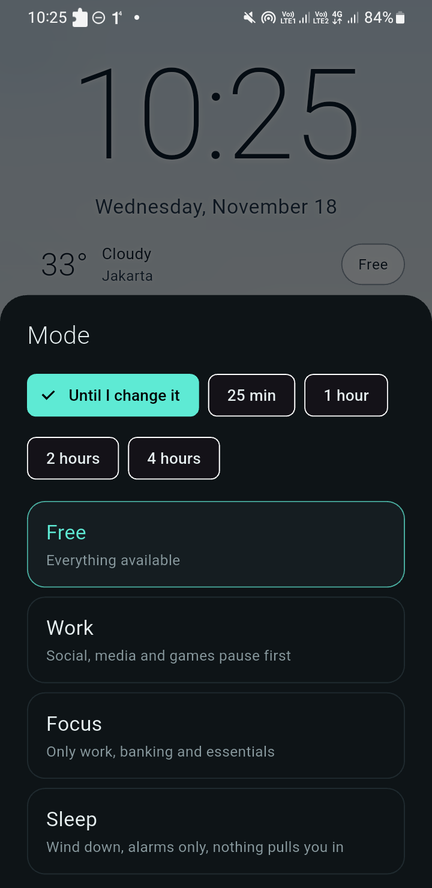 10:25
84%
10:25
Wednesday, November 18
33° Cloudy
Jakarta
Free
Mode
Until I change it
25 min
1 hour
2 hours
4 hours
Free
Everything available
Work
Social, media and games pause first
Focus
Only work, banking and essentials
Sleep
Wind down, alarms only, nothing pulls you in